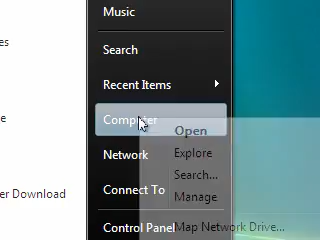 Music
es
Search
Recent Items
e
Computer
Open
Network
Explore
Search...
er Download
Connect To
Manage
Control Panel
Map Network Drive...